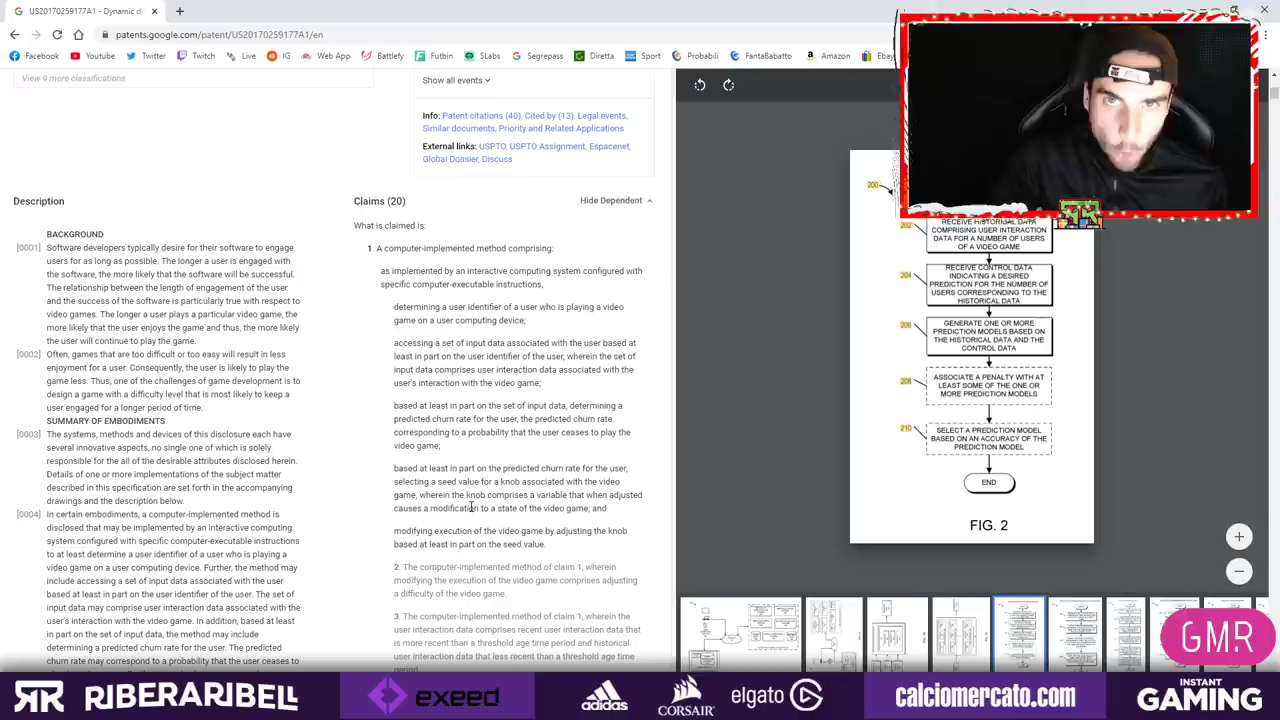 US20170259177A1 - Dynamic di
patents.google.com/patent/US20170259177A1/en
Facebook
Youtube
Twitter
Twitch
Live
IG
Web App
Battlefy
Futbin
SLabs
Segrepass
Diretta
Sport
Probabili
FantaBabatto
Amazon
Ebay
View 9 more classifications
Show all events
Info: Patent citations (40), Cited by (13), Legal events,
Similar documents, Priority and Related Applications
External links: USPTO, USPTO Assignment, Espacenet,
Global Dossier, Discuss
Description
BACKGROUND
[0001] Software developers typically desire for their software to engage
users for as long as possible. The longer a user is engaged with
the software, the more likely that the software will be successful.
The relationship between the length of engagement of the user
and the success of the software is particularly true with respect to
video games. The longer a user plays a particular video game, the
more likely that the user enjoys the game and thus, the more likely
the user will continue to play the game.
[0002] Often, games that are too difficult or too easy will result in less
enjoyment for a user. Consequently, the user is likely to play the
game less. Thus, one of the challenges of game development is to
design a game with a difficulty level that is most likely to keep a
user engaged for a longer period of time.
SUMMARY OF EMBODIMENTS
[0003] The systems, methods and devices of this disclosure each have
several innovative aspects, no single one of which is solely
responsible for the all of the desirable attributes disclosed herein.
Details of one or more implementations of the subject matter
described in this specification are set forth in the accompanying
drawings and the description below.
[0004] In certain embodiments, a computer-implemented method is
disclosed that may be implemented by an interactive computing
system configured with specific computer-executable instructions
to at least determine a user identifier of a user who is playing a
video game on a user computing device. Further, the method may
include accessing a set of input data associated with the user
based at least in part on the user identifier of the user. The set of
input data may comprise user interaction data associated with the
user's interaction with the video game. In addition, based at least
in part on the set of input data, the method may include
determining a predicted churn rate for the user. The predicted
churn rate may correspond to a probability that the user ceases to
Claims (20)
Hide Dependent
What is claimed is:
1. A computer-implemented method comprising:
as implemented by an interactive computing system configured with
specific computer-executable instructions,
determining a user identifier of a user who is playing a video
game on a user computing device;
accessing a set of input data associated with the user based at
least in part on the user identifier of the user, wherein the set of
input data comprises user interaction data associated with the
user's interaction with the video game;
based at least in part on the set of input data, determining a
predicted churn rate for the user, the predicted churn rate
corresponding to a probability that the user ceases to play the
video game;
based at least in part on the predicted churn rate for the user,
selecting a seed value for a knob associated with the video
game, wherein the knob comprises a variable that when adjusted
causes a modification to a state of the video game; and
modifying execution of the video game by adjusting the knob
based at least in part on the seed value.
2. The computer-implemented method of claim 1, wherein
modifying the execution of the video game comprises adjusting
a difficulty of the video game.
3. The computer-implemented method of claim 1, wherein the
user interaction data comprises recent user interaction data that
is more recent than a threshold age time period and historical
user interaction data that less recent than a threshold age time
period.
200
202
RECEIVE HISTORICAL DATA
COMPRISING USER INTERACTION
DATA FOR A NUMBER OF USERS
OF A VIDEO GAME
204
RECEIVE CONTROL DATA
INDICATING A DESIRED
PREDICTION FOR THE NUMBER OF
USERS CORRESPONDING TO THE
HISTORICAL DATA
206
GENERATE ONE OR MORE
PREDICTION MODELS BASED ON
THE HISTORICAL DATA AND THE
CONTROL DATA
208
ASSOCIATE A PENALTY WITH AT
LEAST SOME OF THE ONE OR
MORE PREDICTION MODELS
210
SELECT A PREDICTION MODEL
BASED ON AN ACCURACY OF THE
PREDICTION MODEL
END
FIG. 2
GMR
RIBERARIBELL
exeed
adidas
CORSAIR
elgato
calciomercato.com
INSTANT
GAMING